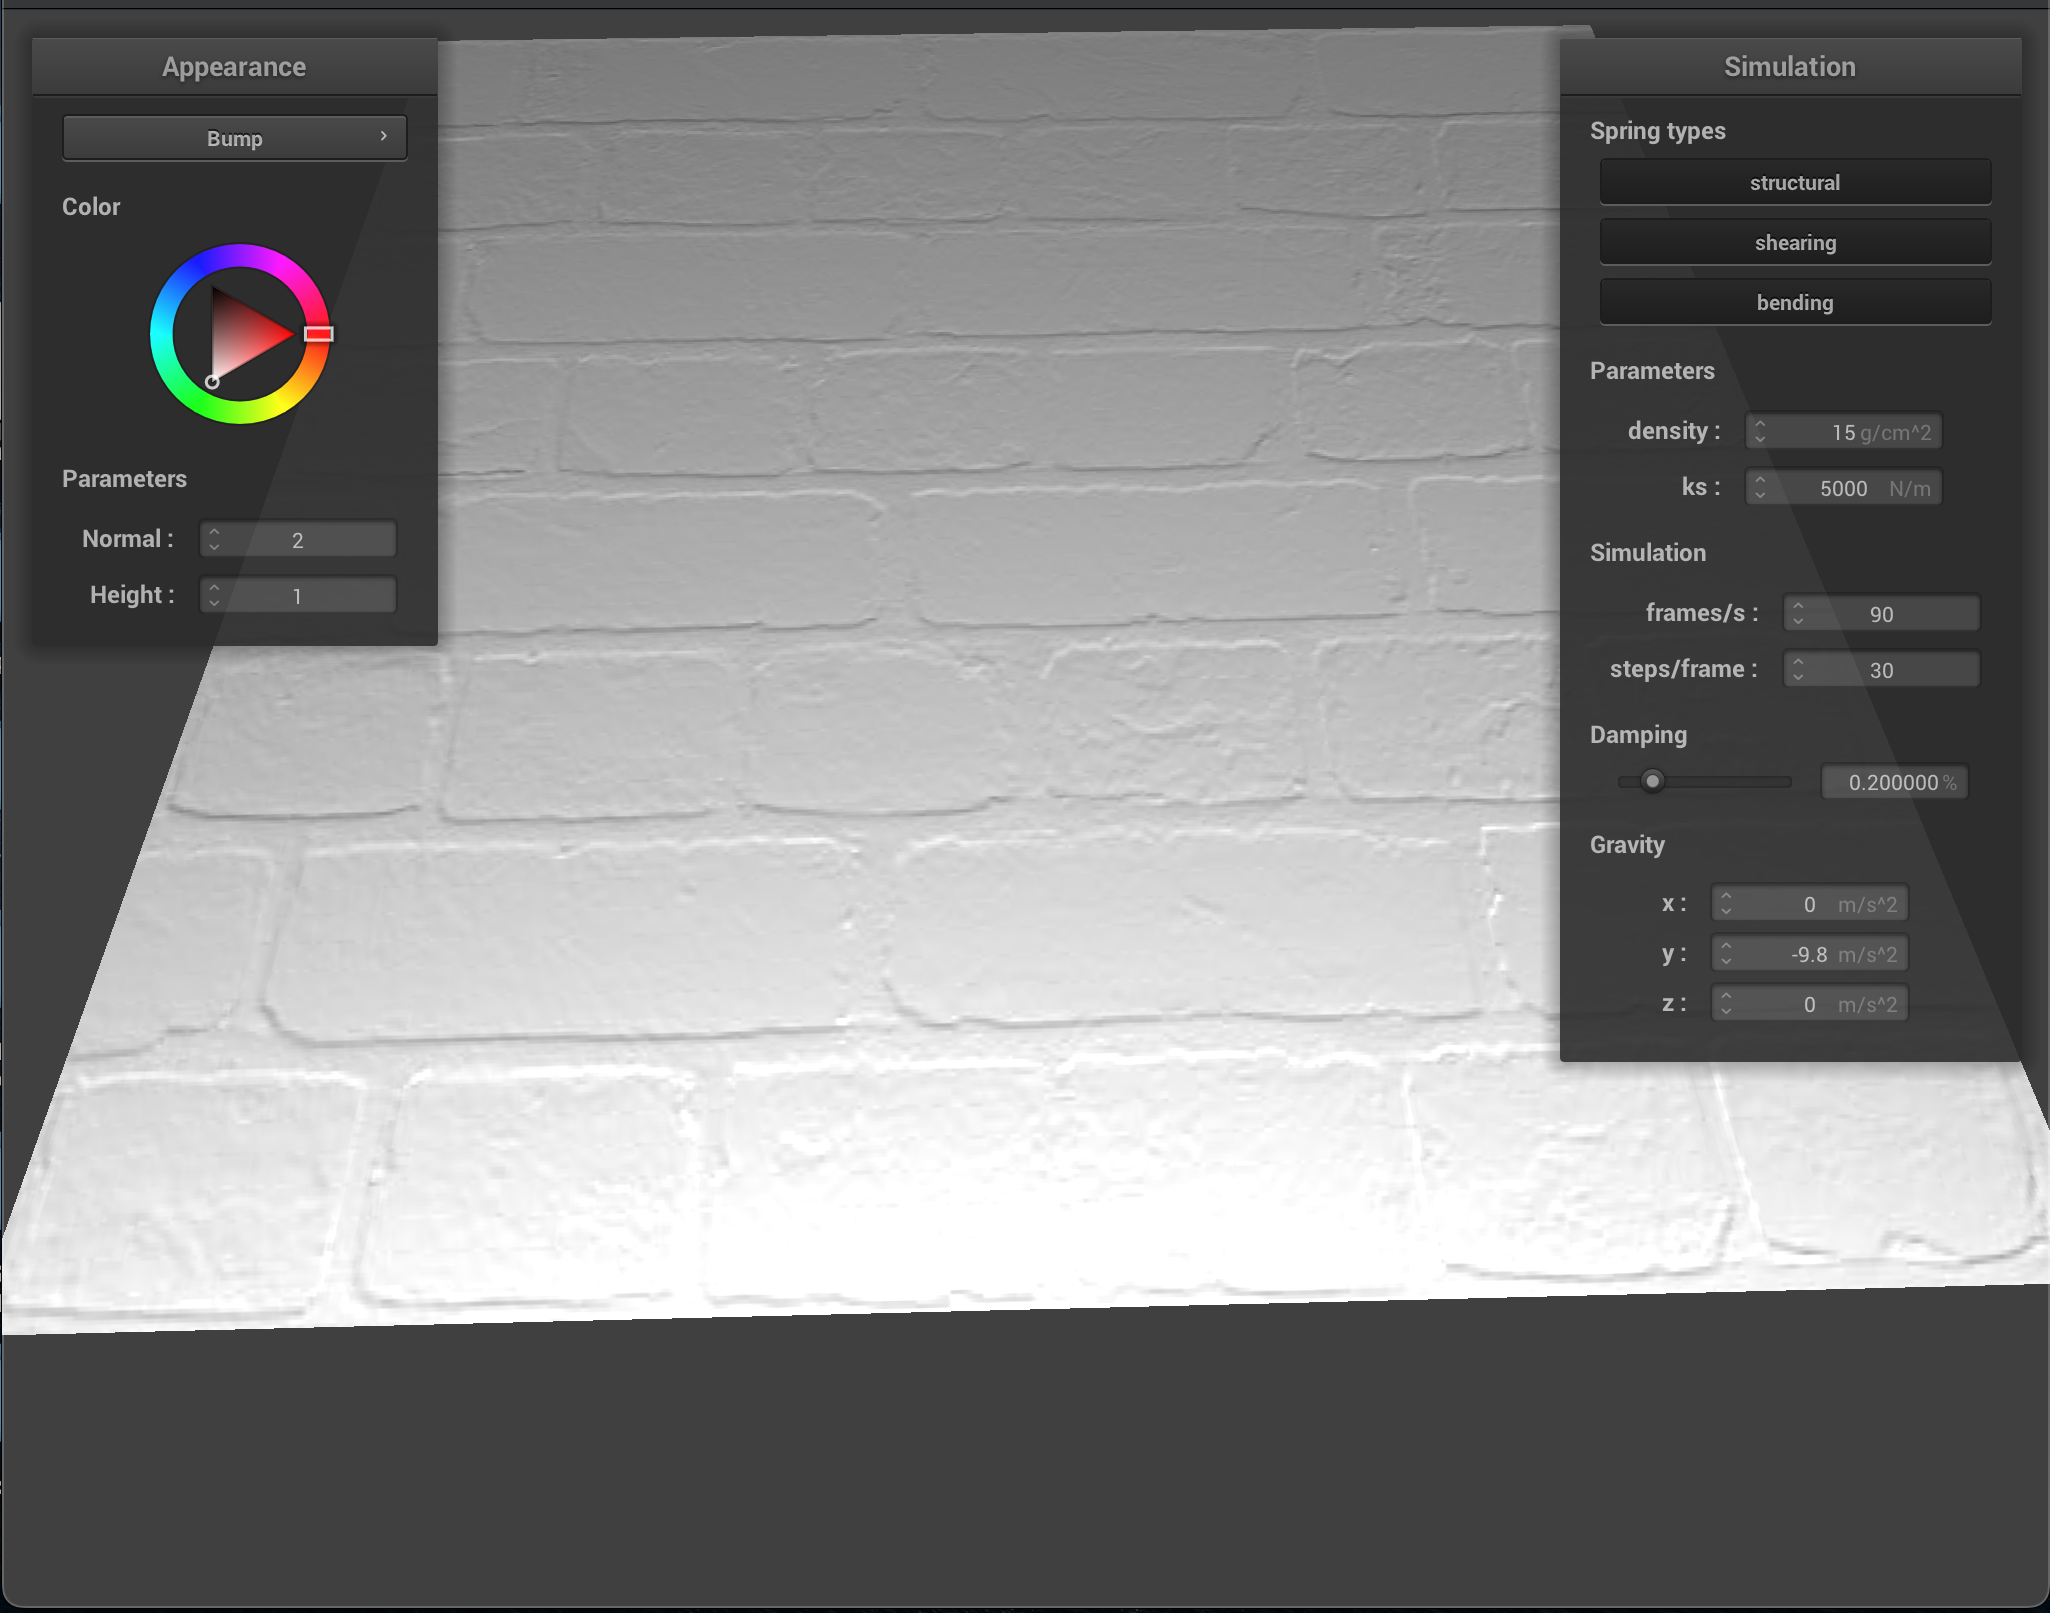 Appearance
Bump
Color
Parameters
Normal : 2
Height : 1
Simulation
Spring types
structural
shearing
bending
Parameters
density : 15 g/cm^2
ks : 5000 N/m
Simulation
frames/s : 90
steps/frame : 30
Damping
0.200000 %
Gravity
x : 0 m/s^2
y : -9.8 m/s^2
z : 0 m/s^2